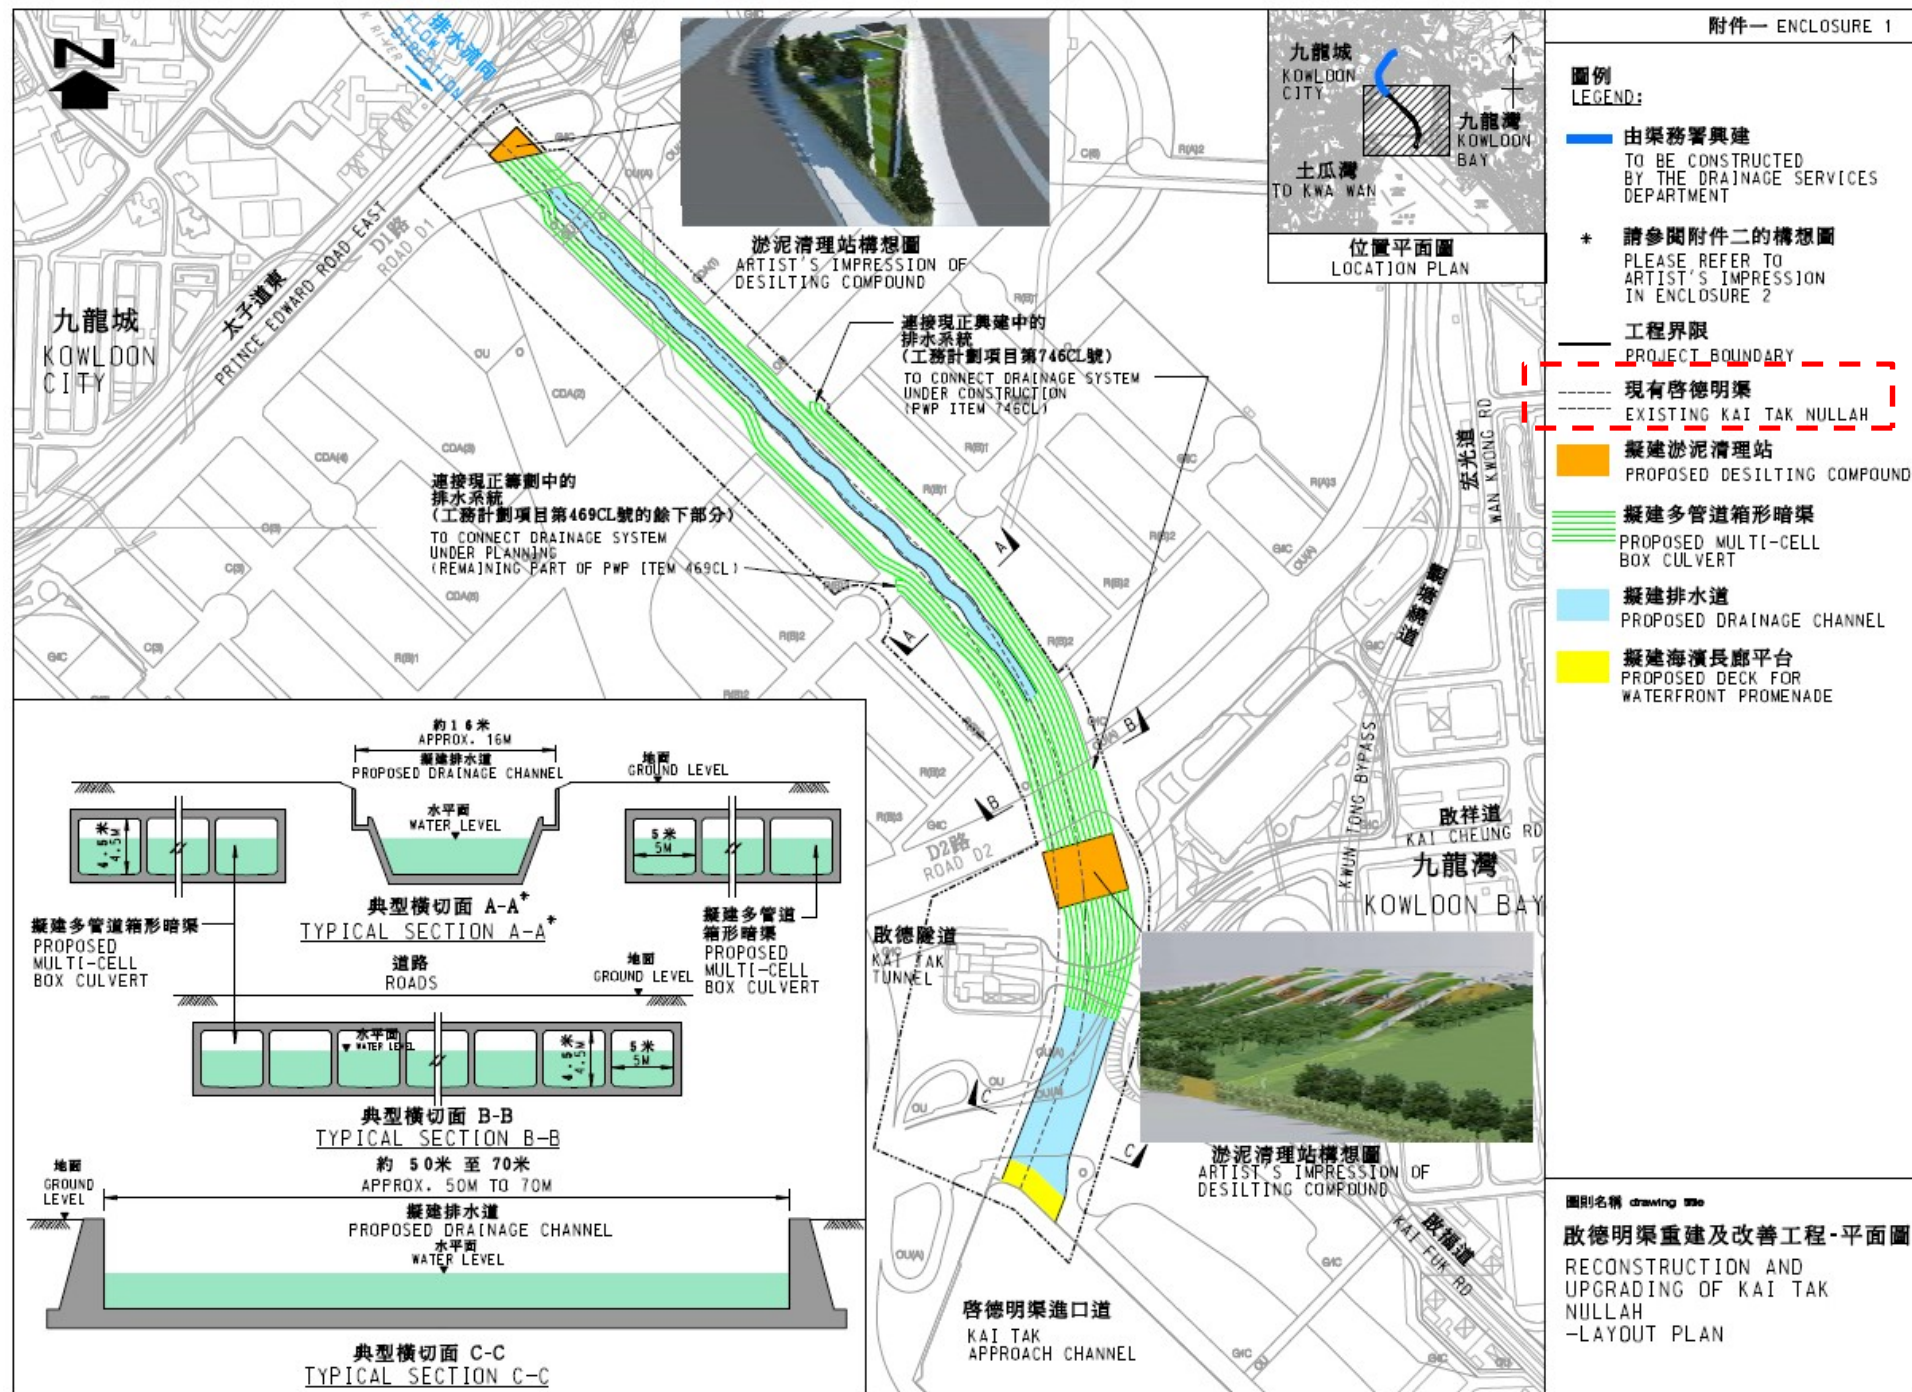 附件一 ENCLOSURE 1
圖例
LEGEND:
由渠務署興建
TO BE CONSTRUCTED
BY THE DRAINAGE SERVICES
DEPARTMENT
* 請參閱附件二的構想圖
PLEASE REFER TO
ARTIST'S IMPRESSION
IN ENCLOSURE 2
工程界限
PROJECT BOUNDARY
現有啓德明渠
EXISTING KAI TAK NULLAH
擬建淤泥清理站
PROPOSED DESILTING COMPOUND
擬建多管道箱形暗渠
PROPOSED MULTI-CELL
BOX CULVERT
擬建排水道
PROPOSED DRAINAGE CHANNEL
擬建海濱長廊平台
PROPOSED DECK FOR
WATERFRONT PROMENADE
圖則名稱 drawing title
啟德明渠重建及改善工程-平面圖
RECONSTRUCTION AND
UPGRADING OF KAI TAK
NULLAH
-LAYOUT PLAN
N
排水流向
FLOW
DIRECTION
淤泥清理站構想圖
ARTIST'S IMPRESSION OF
DESILTING COMPOUND
九龍城
KOWLOON
CITY
九龍灣
KOWLOON
BAY
土瓜灣
TO KWA WAN
N
位置平面圖
LOCATION PLAN
九龍城
KOWLOON
CITY
太子道東
PRINCE EDWARD ROAD EAST
D1路
ROAD D1
連接現正興建中的
排水系統
(工務計劃項目第746CL號)
TO CONNECT DRAINAGE SYSTEM
UNDER CONSTRUCTION
(PWP ITEM 746CL)
連接現正籌劃中的
排水系統
(工務計劃項目第469CL號的餘下部分)
TO CONNECT DRAINAGE SYSTEM
UNDER PLANNING
(REMAINING PART OF PWP ITEM 469CL)
A
A
B
B
C
C
宏光道
WAN KWONG RD
觀塘繞道
KWUN TONG BYPASS
啟祥道
KAI CHEUNG RD
九龍灣
KOWLOON BAY
D2路
ROAD D2
啟德隧道
KAI TAK
TUNNEL
淤泥清理站構想圖
ARTIST'S IMPRESSION OF
DESILTING COMPOUND
啟福道
KAI FUK RD
啓德明渠進口道
KAI TAK
APPROACH CHANNEL
約16米
APPROX. 16M
擬建排水道
PROPOSED DRAINAGE CHANNEL
地面
GROUND LEVEL
水平面
WATER LEVEL
4.5米
4.5M
5米
5M
典型橫切面 A-A*
TYPICAL SECTION A-A*
擬建多管道箱形暗渠
PROPOSED
MULTI-CELL
BOX CULVERT
擬建多管道
箱形暗渠
PROPOSED
MULTI-CELL
BOX CULVERT
道路
ROADS
地面
GROUND LEVEL
水平面
WATER LEVEL
4.5米
4.5M
5米
5M
典型橫切面 B-B
TYPICAL SECTION B-B
約 50米 至 70米
APPROX. 50M TO 70M
地面
GROUND
LEVEL
擬建排水道
PROPOSED DRAINAGE CHANNEL
水平面
WATER LEVEL
典型橫切面 C-C
TYPICAL SECTION C-C
CDA(1)
CDA(2)
CDA(3)
CDA(4)
R(B)1
R(B)2
R(B)3
R(A)2
R(A)3
G/IC
OU
OU(A)
C(3)